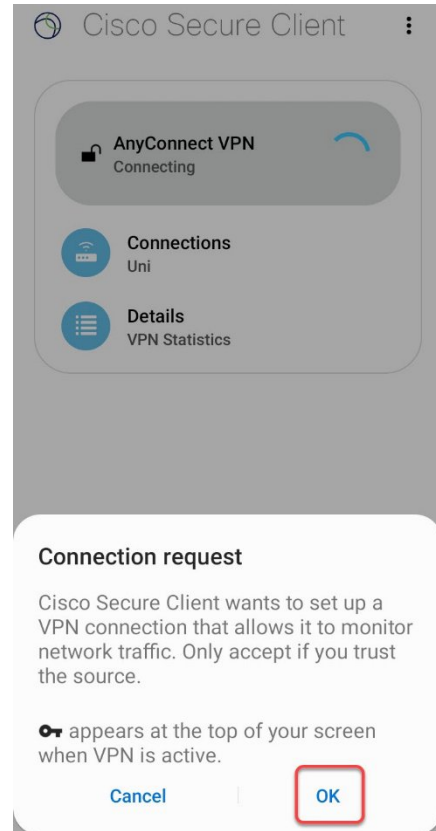 Cisco Secure Client
AnyConnect VPN
Connecting
Connections
Uni
Details
VPN Statistics
Connection request
Cisco Secure Client wants to set up a
VPN connection that allows it to monitor
network traffic. Only accept if you trust
the source.
appears at the top of your screen
when VPN is active.
Cancel OK